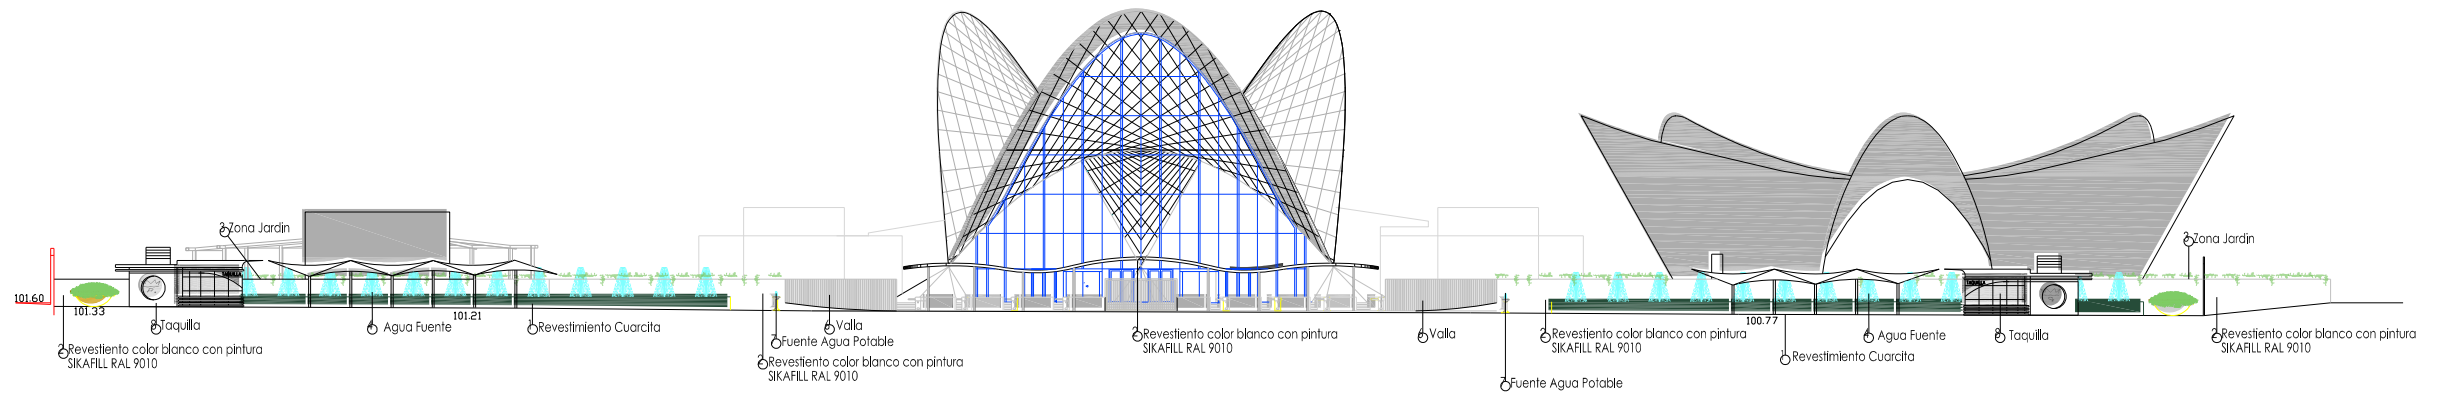 3 Zona Jardin
3 Zona Jardin
TAQUILLA
TAQUILLA
101.60
101.33
101.21
100.77
8 Taquilla
4 Agua Fuente
1 Revestimiento Cuarcita
5 Valla
7 Fuente Agua Potable
2 Revestiento color blanco con pintura
SIKAFILL RAL 9010
2 Revestiento color blanco con pintura
SIKAFILL RAL 9010
2 Revestiento color blanco con pintura
SIKAFILL RAL 9010
5 Valla
7 Fuente Agua Potable
2 Revestiento color blanco con pintura
SIKAFILL RAL 9010
1 Revestimiento Cuarcita
4 Agua Fuente
8 Taquilla
2 Revestiento color blanco con pintura
SIKAFILL RAL 9010